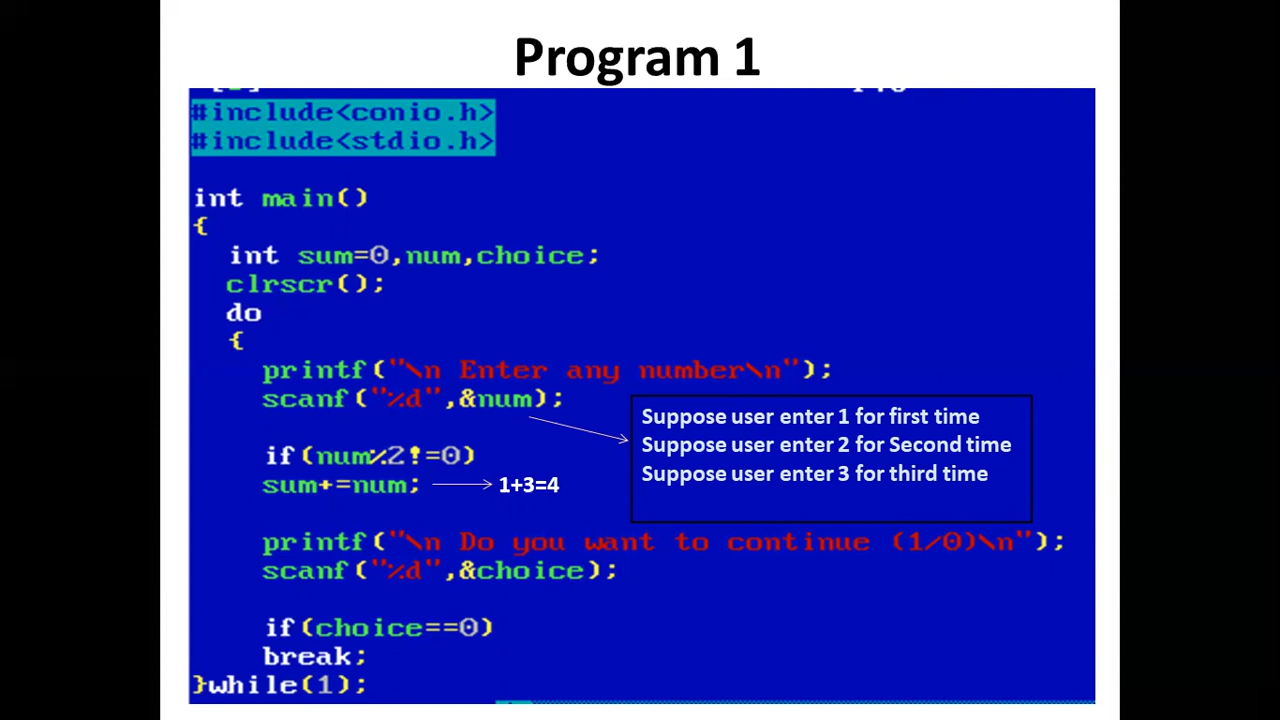 Program 1
#include<conio.h>
#include<stdio.h>
int main()
{
int sum=0,num,choice;
clrscr();
do
{
printf("\n Enter any number\n");
scanf("%d",&num);
Suppose user enter 1 for first time
Suppose user enter 2 for Second time
Suppose user enter 3 for third time
if(num%2!=0)
sum+=num;
1+3=4
printf("\n Do you want to continue (1/0)\n");
scanf("%d",&choice);
if(choice==0)
break;
}while(1);